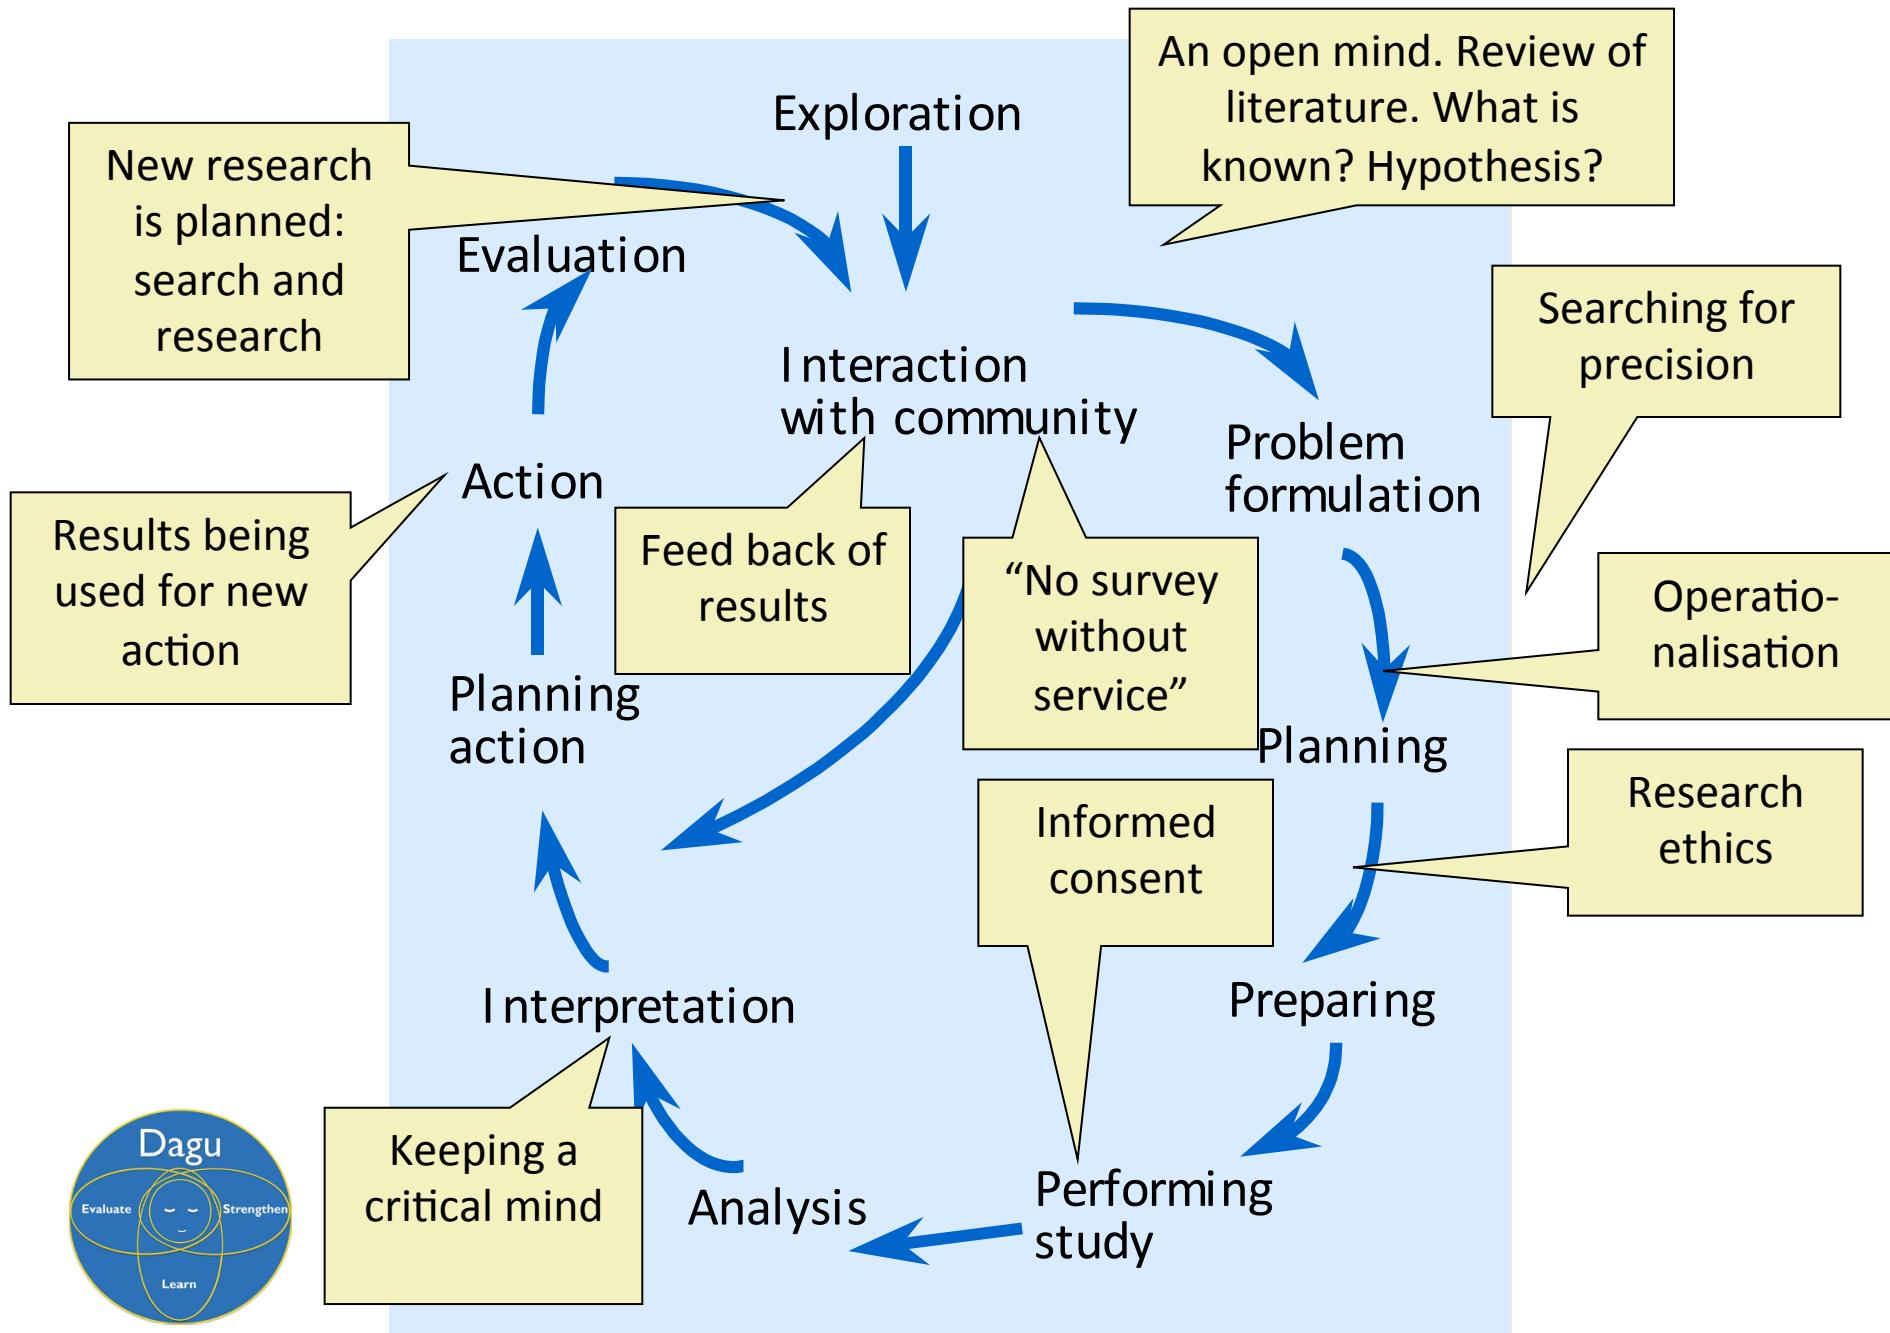 An open mind. Review of
literature. What is
known? Hypothesis?
Exploration
New research
is planned:
search and
research
Evaluation
Searching for
precision
Interaction
with community
Problem
formulation
Action
Results being
used for new
action
Feed back of
results
“No survey
without
service”
Operatio-
nalisation
Planning
action
Planning
Research
ethics
Informed
consent
Interpretation
Preparing
Keeping a
critical mind
Analysis
Performing
study
Dagu
Evaluate
Strengthen
Learn